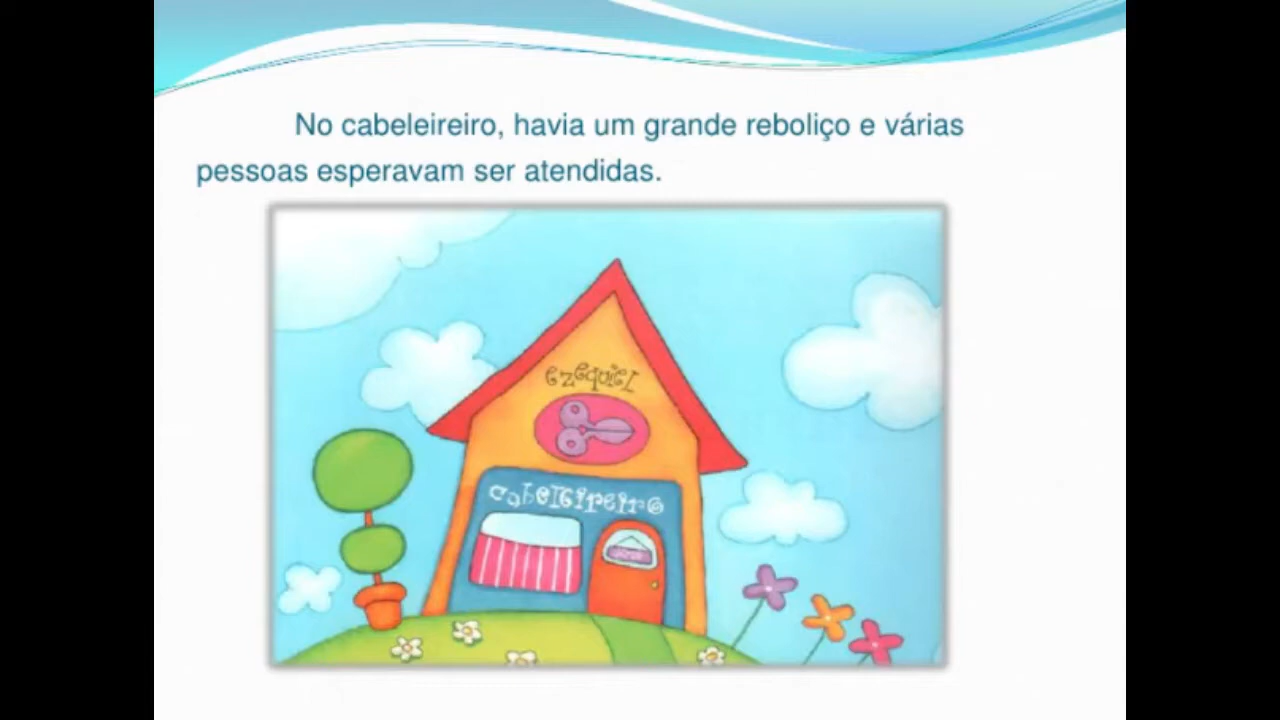 No cabeleireiro, havia um grande reboliço e várias
pessoas esperavam ser atendidas.
ezequiel
cabeleireiro